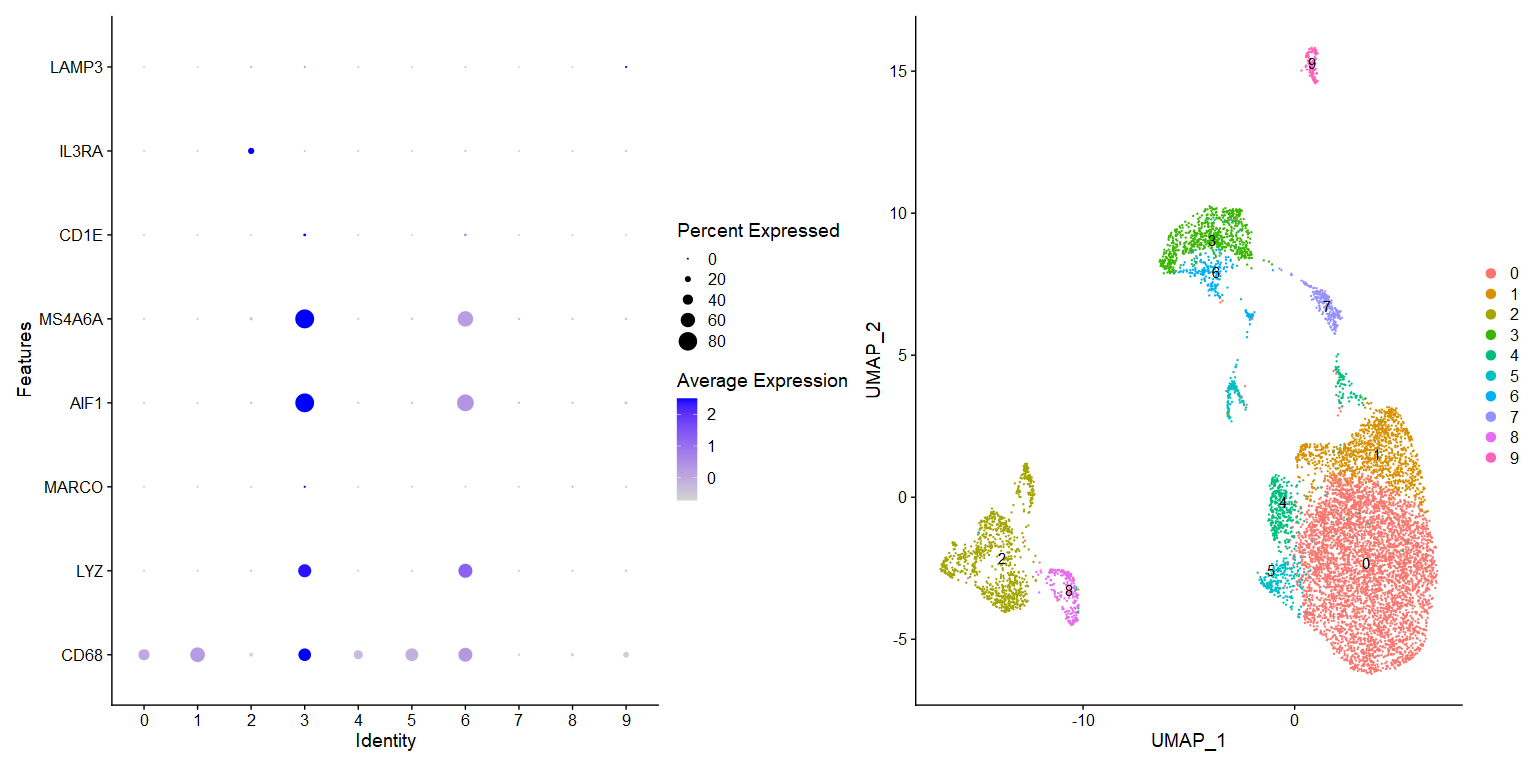 LAMP3
IL3RA
CD1E
MS4A6A
AIF1
MARCO
LYZ
CD68
Features
0 1 2 3 4 5 6 7 8 9
Identity
Percent Expressed
0
20
40
60
80
Average Expression
2
1
0
15
10
5
0
-5
UMAP_2
9
3
6
7
1
4
0
5
2
8
-10 0
UMAP_1
0
1
2
3
4
5
6
7
8
9